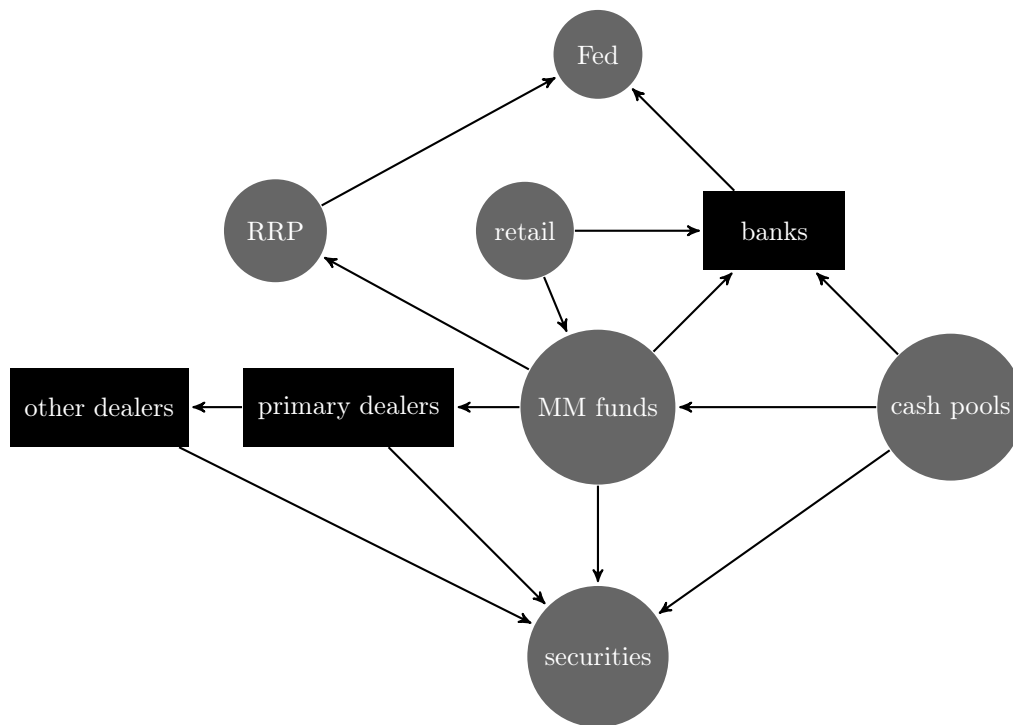 Fed
RRP
retail
banks
other dealers
primary dealers
MM funds
cash pools
securities